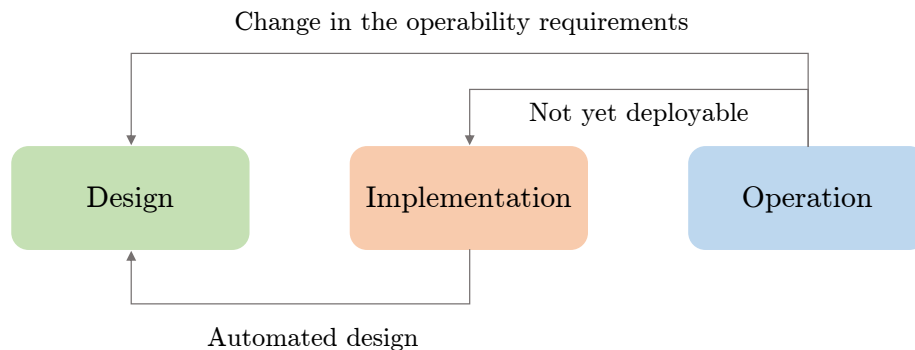 Change in the operability requirements
Not yet deployable
Design
Implementation
Operation
Automated design